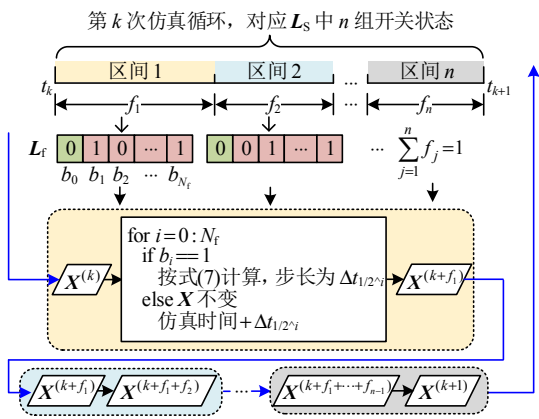 第 k 次仿真循环，对应 L_S 中 n 组开关状态
区间 1 区间 2 ... 区间 n
t_k f_1 f_2 ... f_n t_{k+1}
L_f 0 1 0 ... 1 0 0 1 ... 1 ... \sum_{j=1}^{n} f_j = 1
b_0 b_1 b_2 ... b_{N_f}
for i=0:N_f
if b_i==1
按式(7)计算，步长为 Δt_{1/2^i}
else X 不变
仿真时间+Δt_{1/2^i}
X^{(k)} X^{(k+f_1)}
X^{(k+f_1)} X^{(k+f_1+f_2)} ... X^{(k+f_1+...+f_{n-1})} X^{(k+1)}